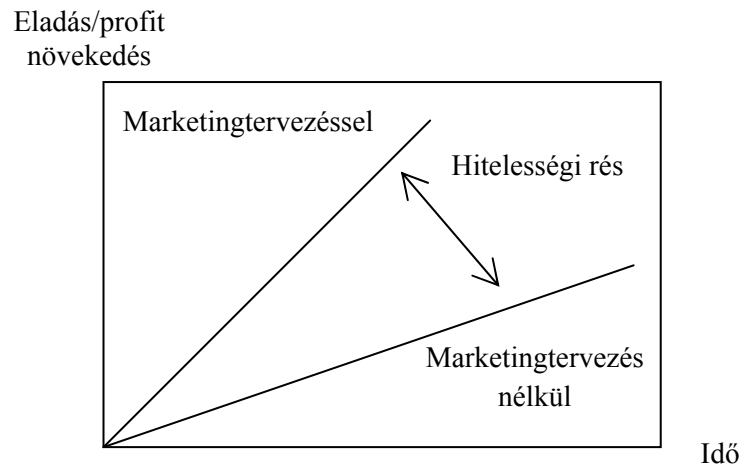 Eladás/profit
növekedés
Marketingtervezéssel
Hitelességi rés
Marketingtervezés
nélkül
Idő